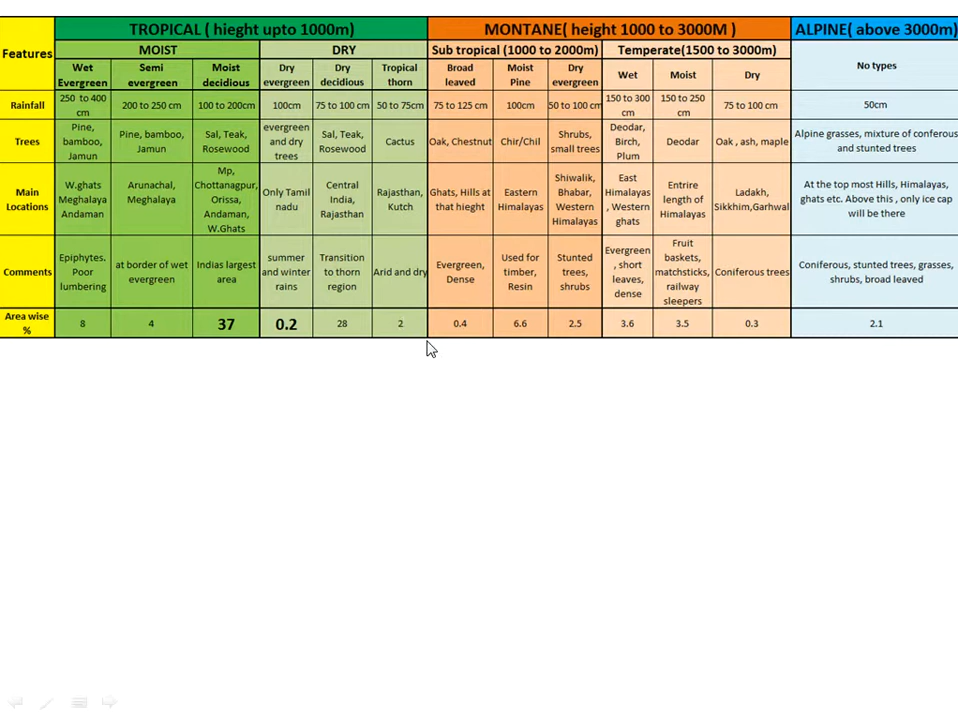 TROPICAL ( hieght upto 1000m)
MONTANE( height 1000 to 3000M )
ALPINE( above 3000m)
Features
MOIST
DRY
Sub tropical (1000 to 2000m)
Temperate(1500 to 3000m)
No types
Wet
Evergreen
Semi
evergreen
Moist
decidious
Dry
evergreen
Dry
decidious
Tropical
thorn
Broad
leaved
Moist
Pine
Dry
evergreen
Wet
Moist
Dry
Rainfall
250 to 400
cm
200 to 250 cm
100 to 200cm
100cm
75 to 100 cm
50 to 75cm
75 to 125 cm
100cm
50 to 100 cm
150 to 300
cm
150 to 250
cm
75 to 100 cm
50cm
Trees
Pine,
bamboo,
Jamun
Pine, bamboo,
Jamun
Sal, Teak,
Rosewood
evergreen
and dry
trees
Sal, Teak,
Rosewood
Cactus
Oak, Chestnut
Chir/Chil
Shrubs,
small trees
Deodar,
Birch,
Plum
Deodar
Oak , ash, maple
Alpine grasses, mixture of conferous
and stunted trees
Main
Locations
W.ghats
Meghalaya
Andaman
Arunachal,
Meghalaya
Mp,
Chottanagpur,
Orissa,
Andaman,
W.Ghats
Only Tamil
nadu
Central
India,
Rajasthan
Rajasthan,
Kutch
Ghats, Hills at
that hieght
Eastern
Himalayas
Shiwalik,
Bhabar,
Western
Himalayas
East
Himalayas
, Western
ghats
Entrire
length of
Himalayas
Ladakh,
Sikkhim,Garhwal
At the top most Hills, Himalayas,
ghats etc. Above this , only ice cap
will be there
Comments
Epiphytes.
Poor
lumbering
at border of wet
evergreen
Indias largest
area
summer
and winter
rains
Transition
to thorn
region
Arid and dry
Evergreen,
Dense
Used for
timber,
Resin
Stunted
trees,
shrubs
Evergreen
, short
leaves,
dense
Fruit
baskets,
matchsticks,
railway
sleepers
Coniferous trees
Coniferous, stunted trees, grasses,
shrubs, broad leaved
Area wise
%
8
4
37
0.2
28
2
0.4
6.6
2.5
3.6
3.5
0.3
2.1